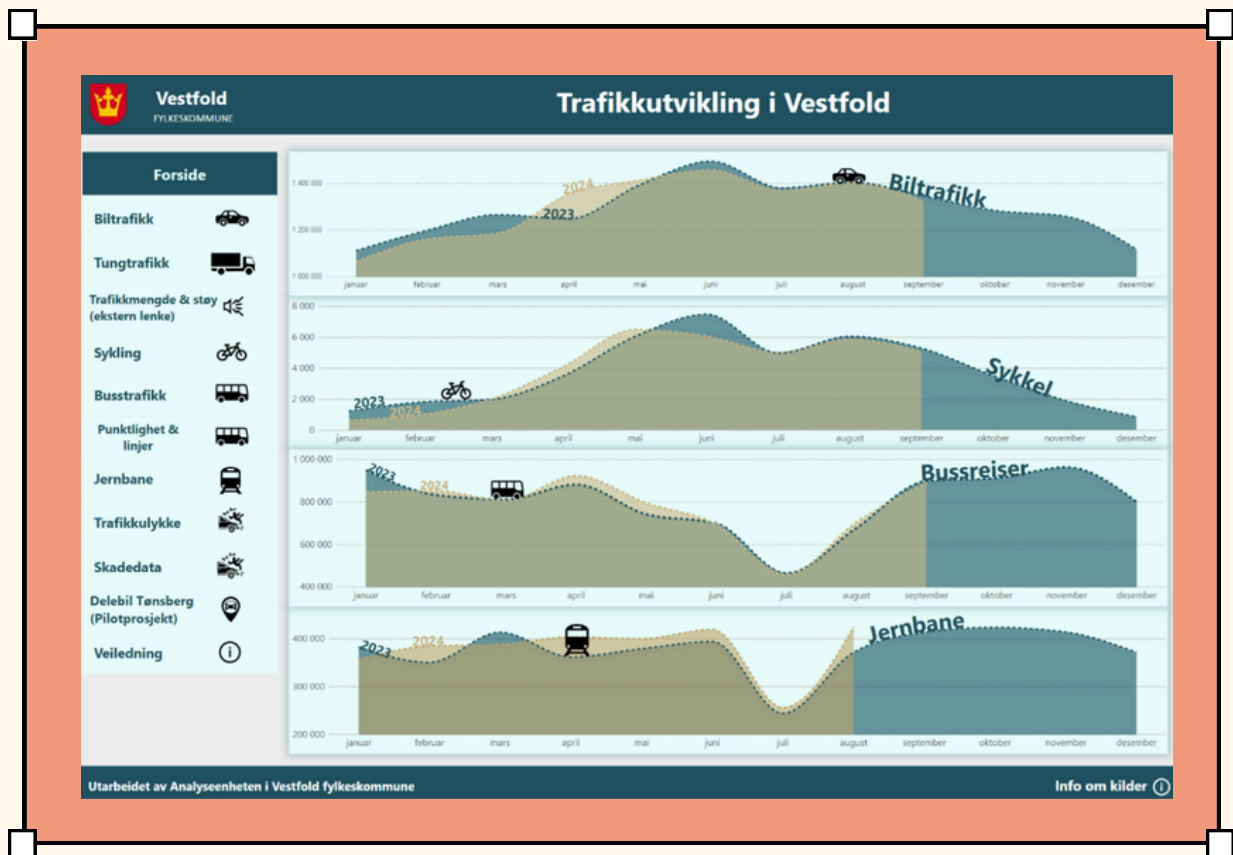 Vestfold
FYLKESKOMMUNE
Trafikkutvikling i Vestfold
Forside
Biltrafikk
Tungtrafikk
Trafikkmengde & støy
(ekstern lenke)
Sykling
Busstrafikk
Punktlighet &
linjer
Jernbane
Trafikkulykke
Skadedata
Delebil Tønsberg
(Pilotprosjekt)
Veiledning
Biltrafikk
2024
2023
1 400 000
1 200 000
1 000 000
januar februar mars april mai juni juli august september oktober november desember
Sykkel
2023
2024
8 000
6 000
4 000
2 000
0
januar februar mars april mai juni juli august september oktober november desember
Bussreiser
2023
2024
1 000 000
800 000
600 000
400 000
januar februar mars april mai juni juli august september oktober november desember
Jernbane
2023
2024
400 000
300 000
200 000
januar februar mars april mai juni juli august september oktober november desember
Utarbeidet av Analyseenheten i Vestfold fylkeskommune
Info om kilder